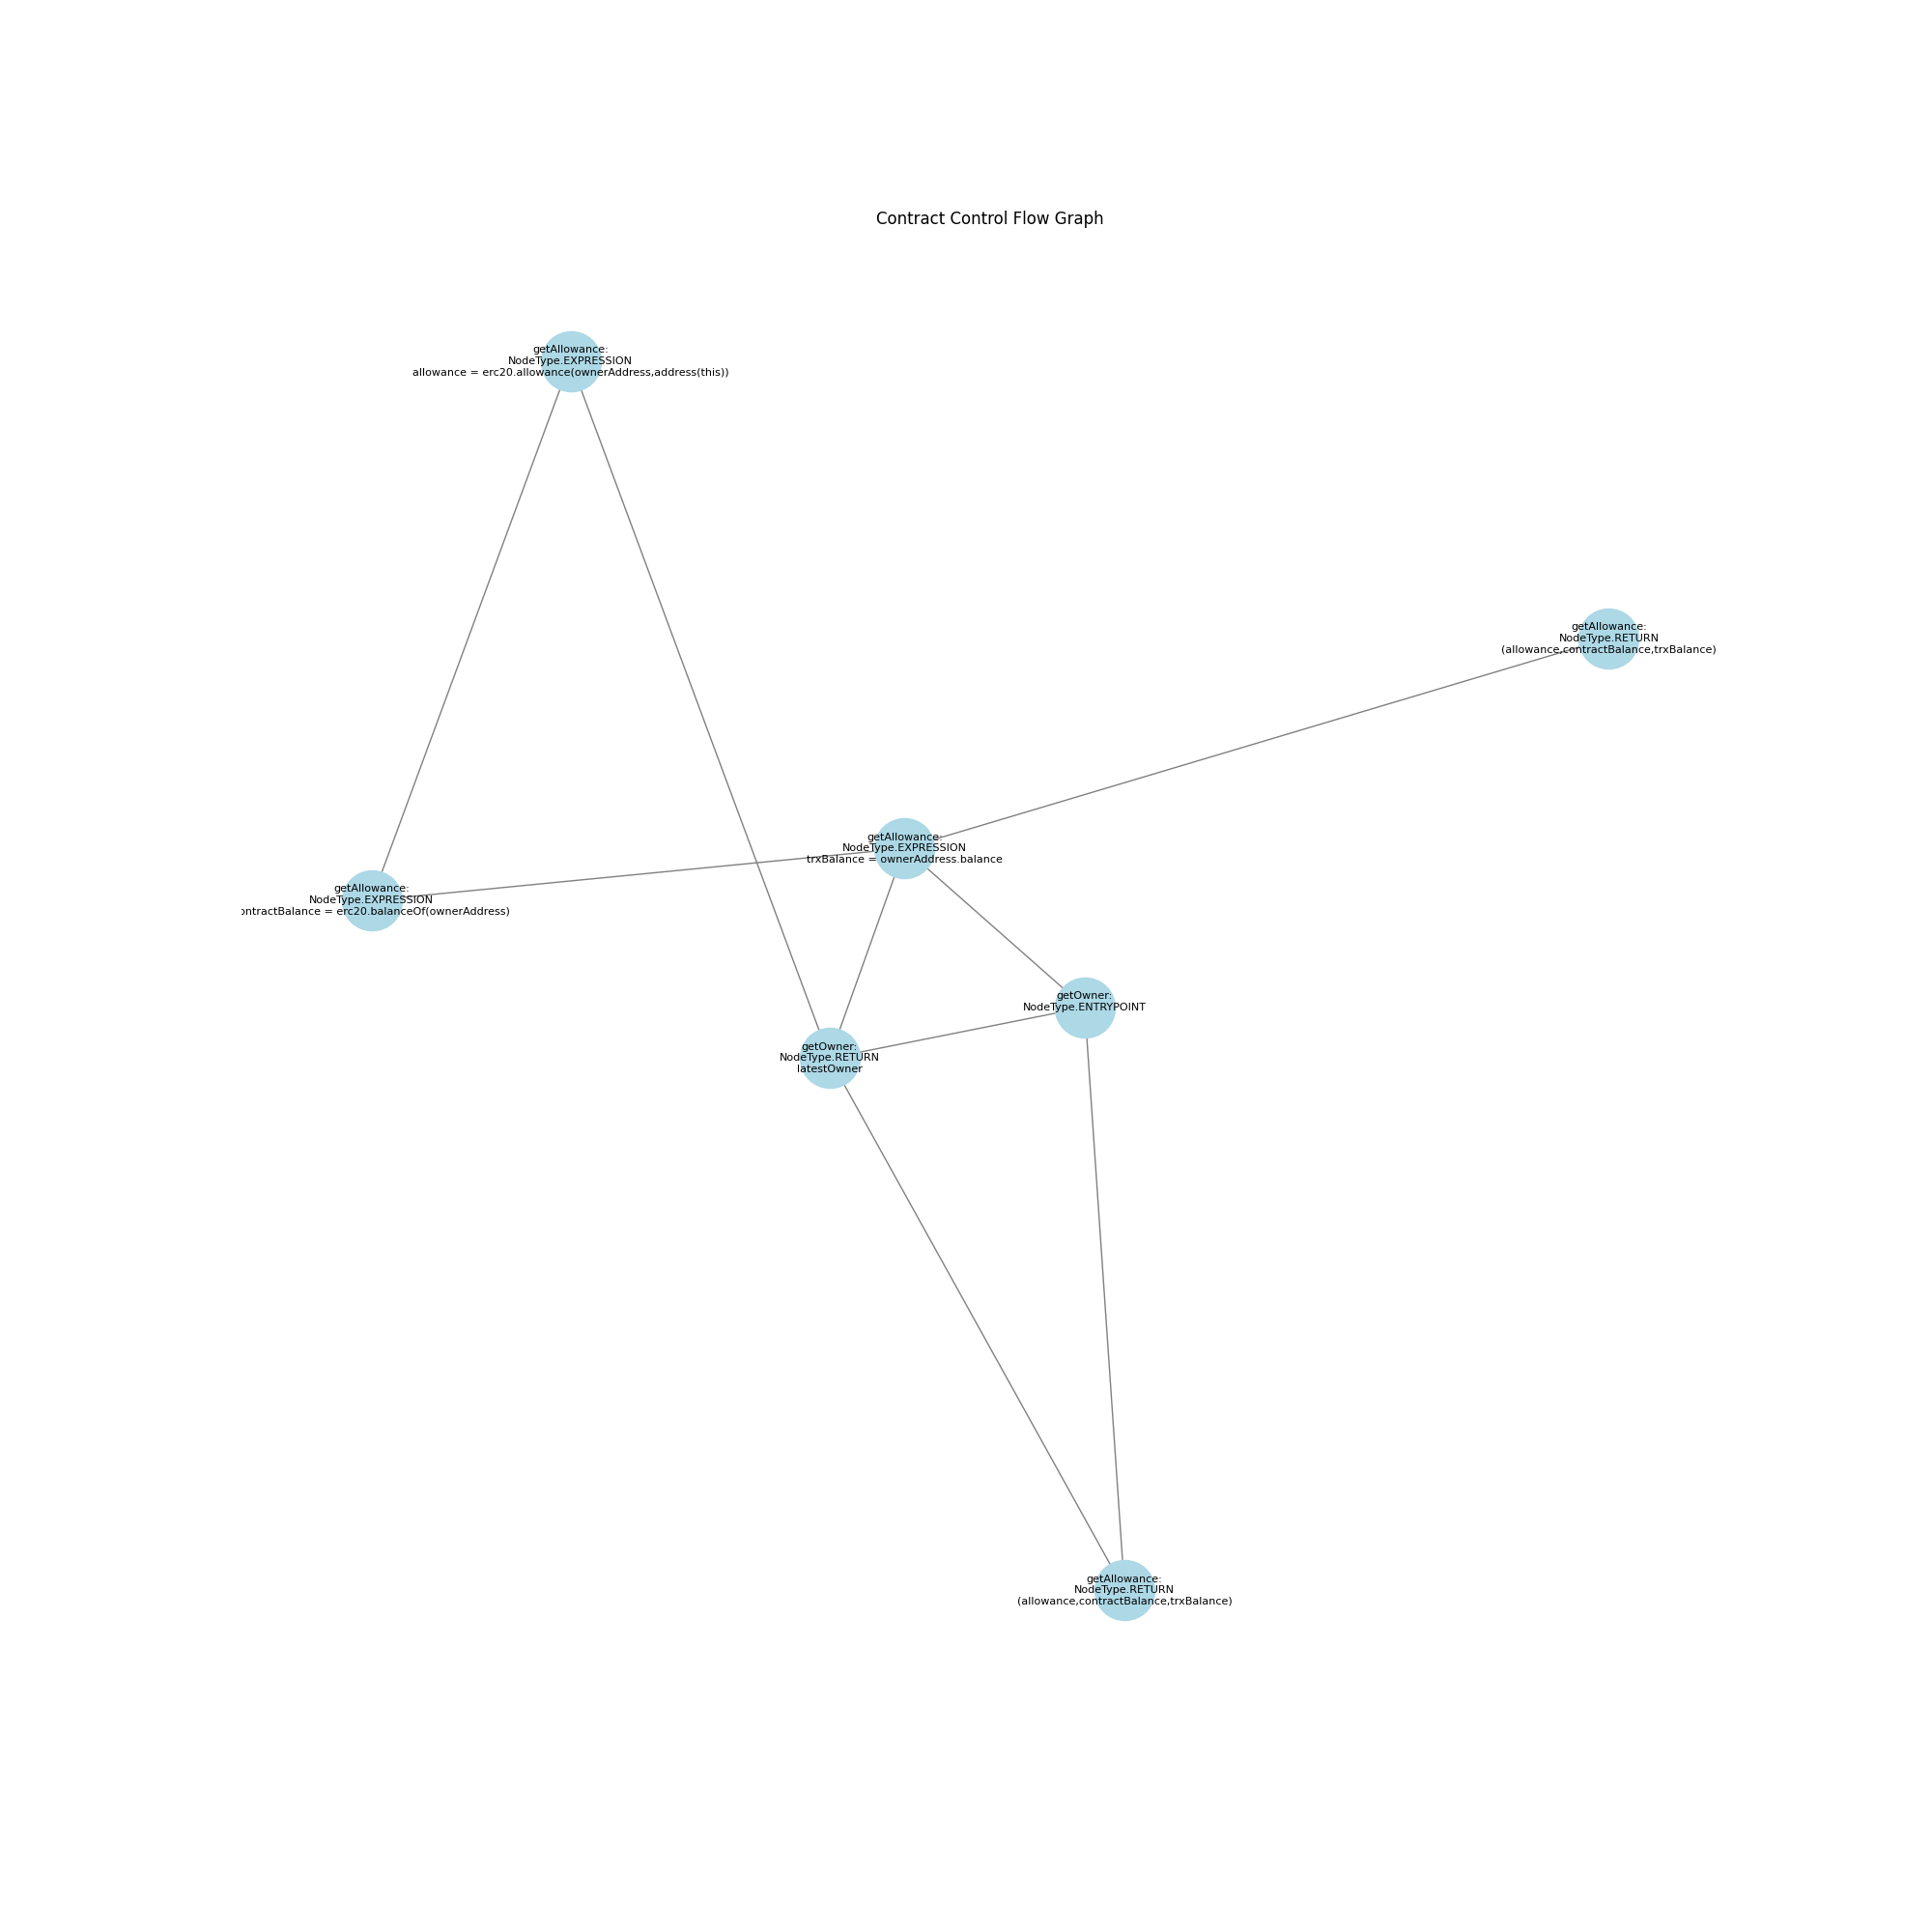 Contract Control Flow Graph
getAllowance:
NodeType.EXPRESSION
allowance = erc20.allowance(ownerAddress,address(this))
getAllowance:
NodeType.RETURN
(allowance,contractBalance,trxBalance)
getAllowance:
NodeType.EXPRESSION
trxBalance = ownerAddress.balance
getAllowance:
NodeType.EXPRESSION
ontractBalance = erc20.balanceOf(ownerAddress)
getOwner:
NodeType.ENTRYPOINT
getOwner:
NodeType.RETURN
latestOwner
getAllowance:
NodeType.RETURN
(allowance,contractBalance,trxBalance)